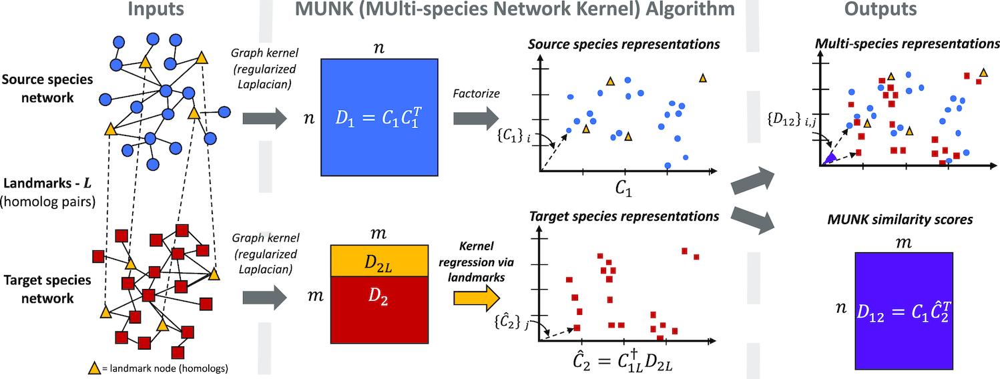 Inputs
MUNK (MUlti-species Network Kernel) Algorithm
Outputs
Source species
network
Graph kernel
(regularized
Laplacian)
n
n
D₁ = C₁C₁ᵀ
Factorize
Source species representations
{C₁} i
C₁
Multi-species representations
{D₁₂} i,j
Landmarks - L
(homolog pairs)
Target species
network
Graph kernel
(regularized
Laplacian)
m
m
D₂L
D₂
Kernel
regression via
landmarks
Target species representations
{Ĉ₂} j
Ĉ₂ = C†₁L D₂L
MUNK similarity scores
m
n
D₁₂ = C₁Ĉ₂ᵀ
= landmark node (homologs)